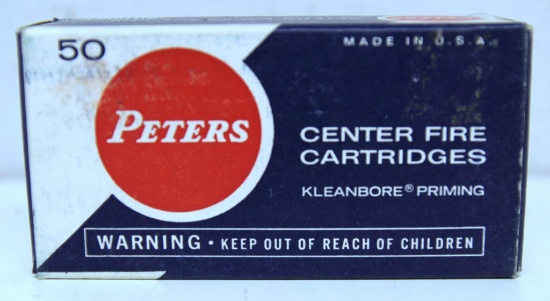 50
MADE IN U.S.A.
PETERS
CENTER FIRE
CARTRIDGES
KLEANBORE® PRIMING
WARNING • KEEP OUT OF REACH OF CHILDREN